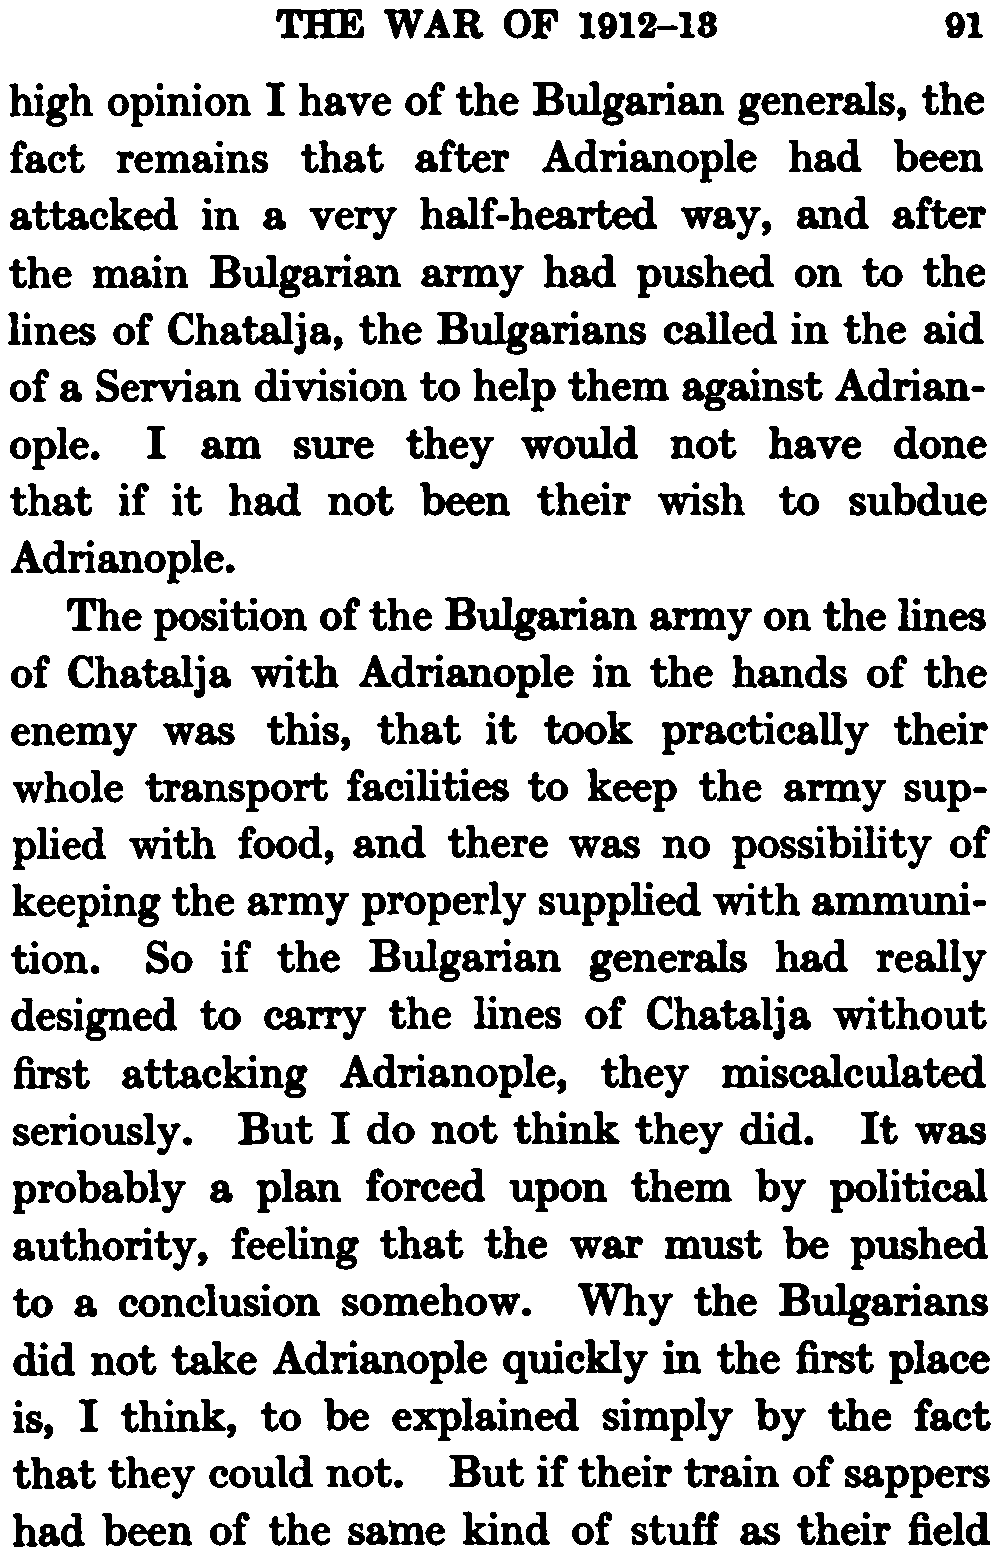 THE WAR OF 1912–13 91
high opinion I have of the Bulgarian generals, the
fact remains that after Adrianople had been
attacked in a very half-hearted way, and after
the main Bulgarian army had pushed on to the
lines of Chatalja, the Bulgarians called in the aid
of a Servian division to help them against Adrian-
ople. I am sure they would not have done
that if it had not been their wish to subdue
Adrianople.
The position of the Bulgarian army on the lines
of Chatalja with Adrianople in the hands of the
enemy was this, that it took practically their
whole transport facilities to keep the army sup-
plied with food, and there was no possibility of
keeping the army properly supplied with ammuni-
tion. So if the Bulgarian generals had really
designed to carry the lines of Chatalja without
first attacking Adrianople, they miscalculated
seriously. But I do not think they did. It was
probably a plan forced upon them by political
authority, feeling that the war must be pushed
to a conclusion somehow. Why the Bulgarians
did not take Adrianople quickly in the first place
is, I think, to be explained simply by the fact
that they could not. But if their train of sappers
had been of the same kind of stuff as their field